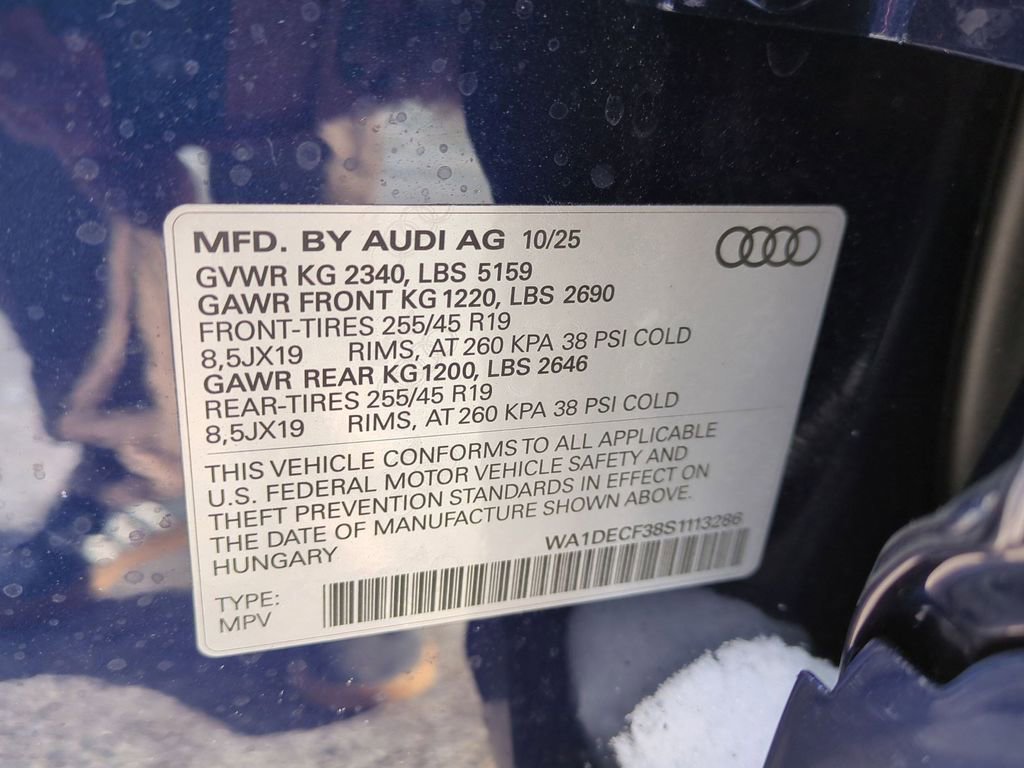 MFD. BY AUDI AG 10/25
GVWR KG 2340, LBS 5159
GAWR FRONT KG 1220, LBS 2690
FRONT-TIRES 255/45 R19
8,5JX19 RIMS, AT 260 KPA 38 PSI COLD
GAWR REAR KG 1200, LBS 2646
REAR-TIRES 255/45 R19
8,5JX19 RIMS, AT 260 KPA 38 PSI COLD
THIS VEHICLE CONFORMS TO ALL APPLICABLE
U.S. FEDERAL MOTOR VEHICLE SAFETY AND
THEFT PREVENTION STANDARDS IN EFFECT ON
THE DATE OF MANUFACTURE SHOWN ABOVE.
HUNGARY WA1DECF38S1113286
TYPE:
MPV